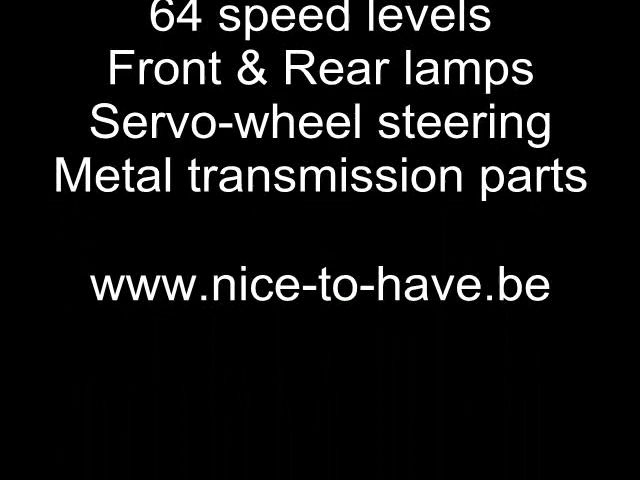 64 speed levels
Front & Rear lamps
Servo-wheel steering
Metal transmission parts
www.nice-to-have.be